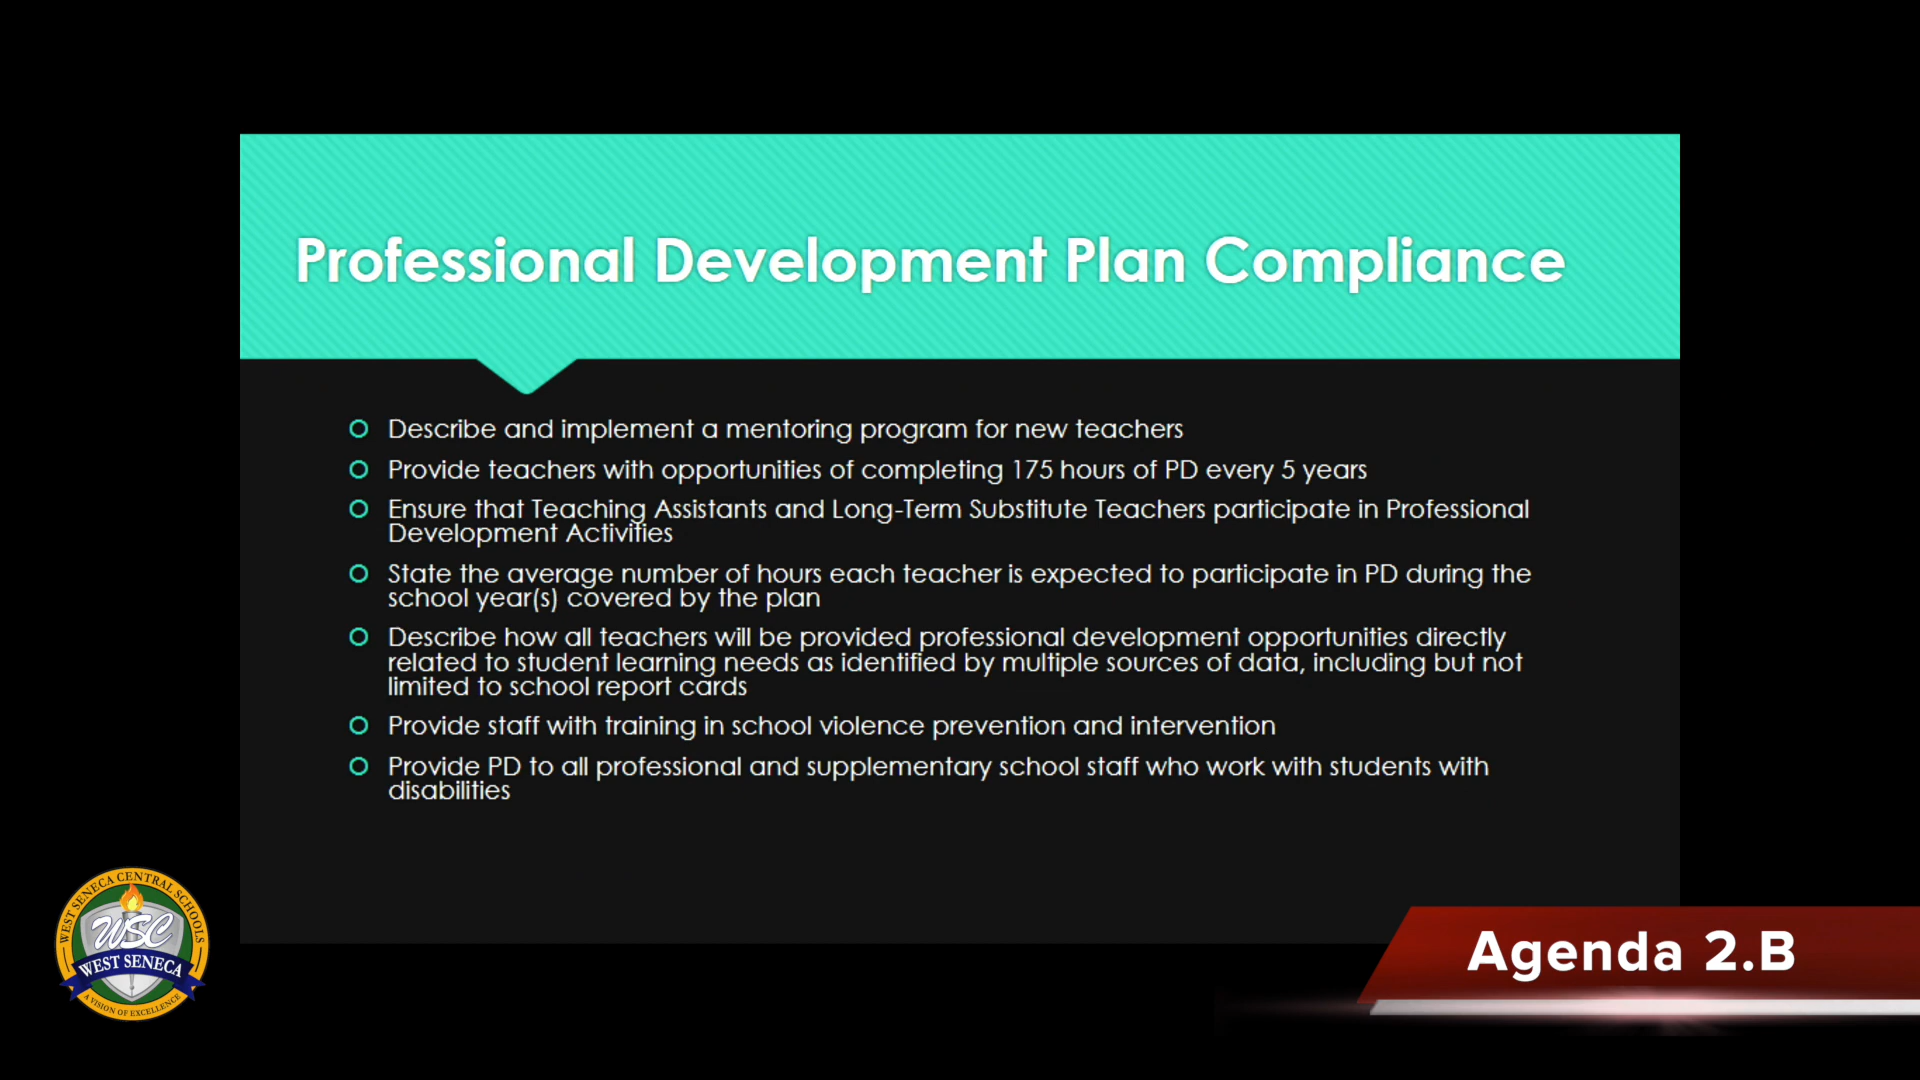 Professional Development Plan Compliance
Describe and implement a mentoring program for new teachers
Provide teachers with opportunities of completing 175 hours of PD every 5 years
Ensure that Teaching Assistants and Long-Term Substitute Teachers participate in Professional
Development Activities
State the average number of hours each teacher is expected to participate in PD during the
school year(s) covered by the plan
Describe how all teachers will be provided professional development opportunities directly
related to student learning needs as identified by multiple sources of data, including but not
limited to school report cards
Provide staff with training in school violence prevention and intervention
Provide PD to all professional and supplementary school staff who work with students with
disabilities
WEST SENECA CENTRAL SCHOOLS
WSC
WEST SENECA
A VISION OF EXCELLENCE
Agenda 2.B